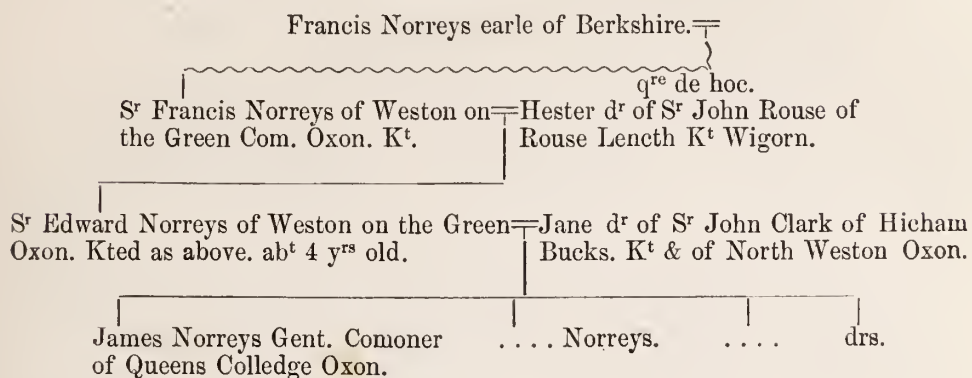 Francis Norreys earle of Berkshire.
qre de hoc.
Sr Francis Norreys of Weston on Hester dr of Sr John Rouse of
the Green Com. Oxon. Kt. Rouse Lencth Kt Wigorn.
Sr Edward Norreys of Weston on the Green Jane dr of Sr John Clark of Hicham
Oxon. Kted as above. abt 4 yrs old. Bucks. Kt & of North Weston Oxon.
James Norreys Gent. Comoner .... Norreys. .... drs.
of Queens Colledge Oxon.